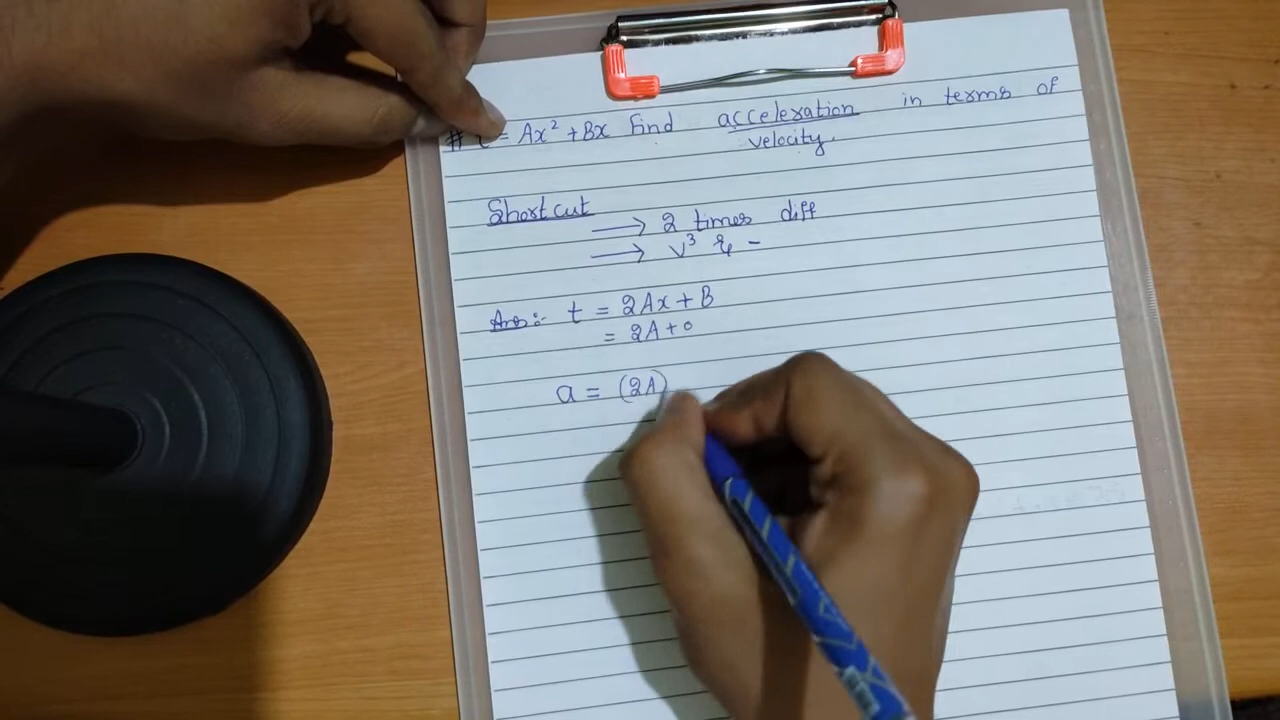 # t = Ax² + Bx Find acceleration in terms of
velocity.
Shortcut
→ 2 times diff
→ v³ & -
Ans:- t = 2Ax + B
= 2A + 0
a = (2A)